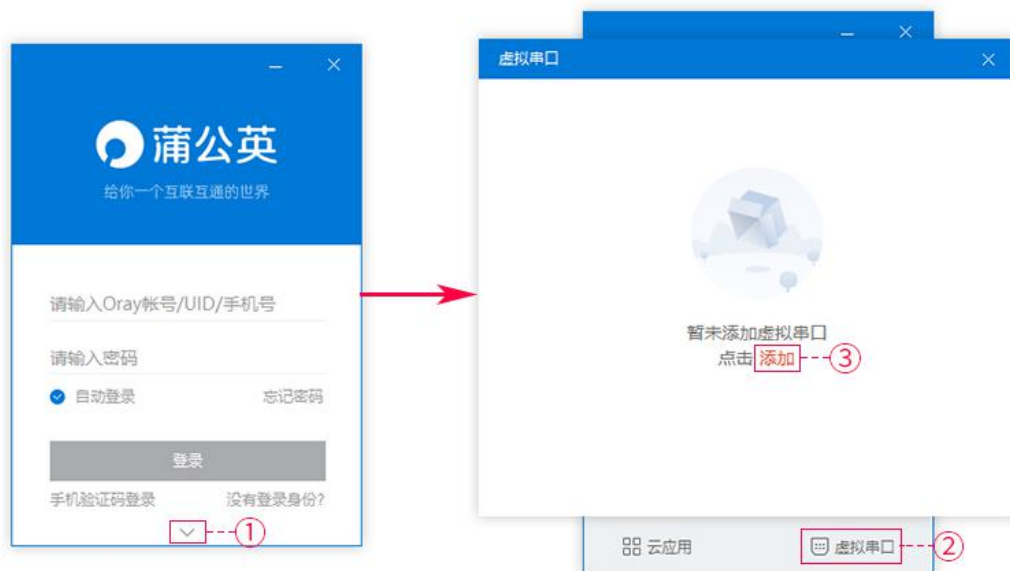 蒲公英
给你一个互联互通的世界
请输入Oray帐号/UID/手机号
请输入密码
自动登录
忘记密码
登录
手机验证码登录
没有登录身份?
①
虚拟串口
暂未添加虚拟串口
点击 添加
③
云应用
虚拟串口
②